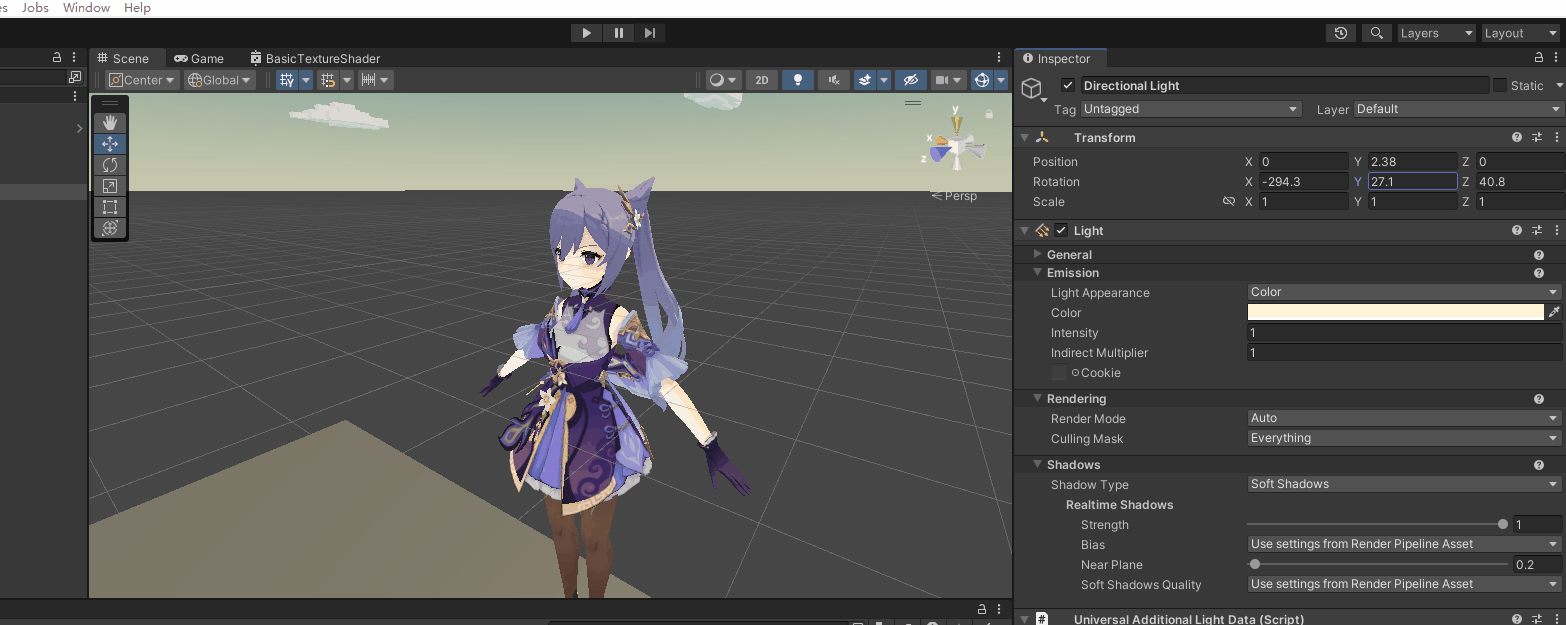 es Jobs Window Help
Layers Layout
Scene Game BasicTextureShader
Inspector
Center Global 2D
Directional Light Static
Tag Untagged Layer Default
Transform
Position X 0 Y 2.38 Z 0
Rotation X -294.3 Y 27.1 Z 40.8
Scale X 1 Y 1 Z 1
y
x
z
Persp
Light
General
Emission
Light Appearance Color
Color
Intensity 1
Indirect Multiplier 1
Cookie
Rendering
Render Mode Auto
Culling Mask Everything
Shadows
Shadow Type Soft Shadows
Realtime Shadows
Strength 1
Bias Use settings from Render Pipeline Asset
Near Plane 0.2
Soft Shadows Quality Use settings from Render Pipeline Asset
# Universal Additional Light Data (Script)